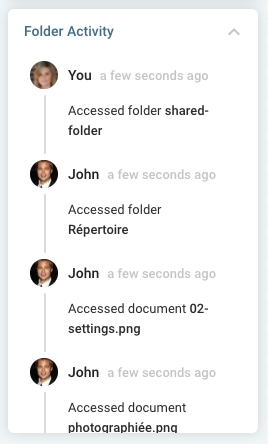 Folder Activity
You a few seconds ago
Accessed folder shared-
folder
John a few seconds ago
Accessed folder
Répertoire
John a few seconds ago
Accessed document 02-
settings.png
John a few seconds ago
Accessed document
photographiée.png